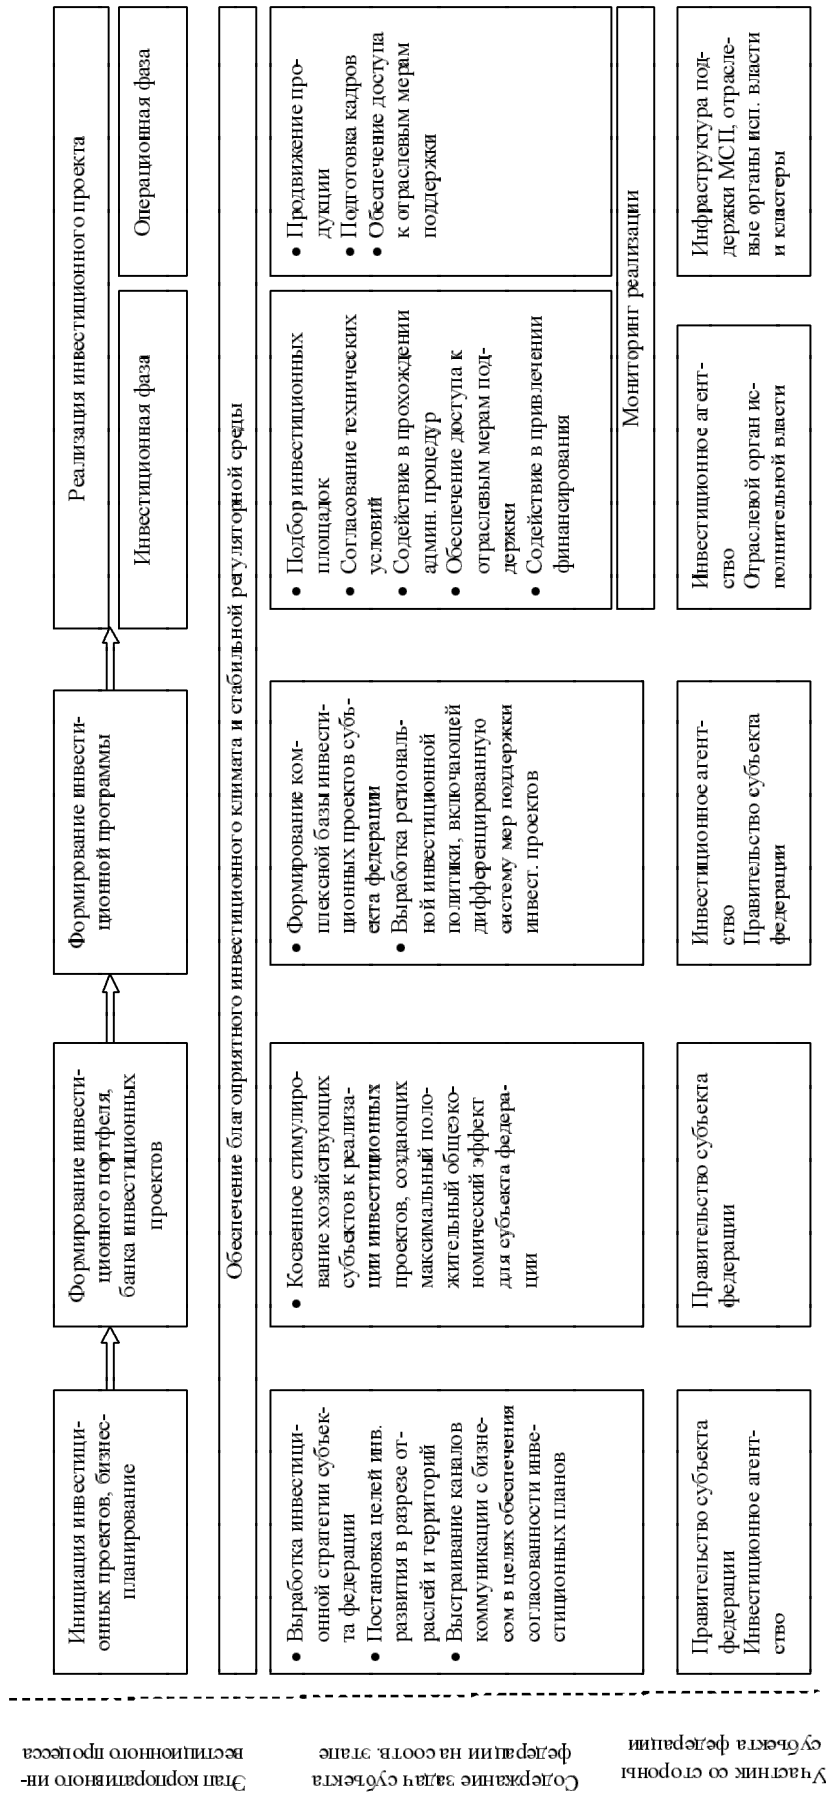 Этап корпоративного ин-
вестиционного процесса
Инициация инвестици-
онных проектов, бизнес-
планирование
Формирование инвести-
ционного портфеля,
банка инвестиционных
проектов
Формирование инвести-
ционной программы
Реализация инвестиционного проекта
Инвестиционная фаза
Операционная фаза
Обеспечение благоприятного инвестиционного климата и стабильной регуляторной среды
Содержание задач субъекта
федерации на соотв. этапе
• Выработка инвестици-
онной стратегии субъек-
та федерации
• Постановка целей инв.
развития в разрезе от-
раслей и территорий
• Выстраивание каналов
коммуникации с бизне-
сом в целях обеспечения
согласованности инве-
стиционных планов
• Косвенное стимулиро-
вание хозяйствующих
субъектов к реализа-
ции инвестиционных
проектов, создающих
максимальный поло-
жительный общеэко-
номический эффект
для субъекта федера-
ции
• Формирование ком-
плексной базы инвести-
ционных проектов субъ-
екта федерации
• Выработка региональ-
ной инвестиционной
политики, включающей
дифференцированную
систему мер поддержки
инвест. проектов
• Подбор инвестиционных
площадок
• Согласование технических
условий
• Содействие в прохождении
админ. процедур
• Обеспечение доступа к
отраслевым мерам под-
держки
• Содействие в привлечении
финансирования
• Продвижение про-
дукции
• Подготовка кадров
• Обеспечение доступа
к отраслевым мерам
поддержки
Мониторинг реализации
Участник со стороны
субъекта федерации
Правительство субъекта
федерации
Инвестиционное агент-
ство
Правительство субъекта
федерации
Инвестиционное агент-
ство
Правительство субъекта
федерации
Инвестиционное агент-
ство
Отраслевой орган ис-
полнительной власти
Инфраструктура под-
держки МСП, отрасле-
вые органы исп. власти
и кластеры